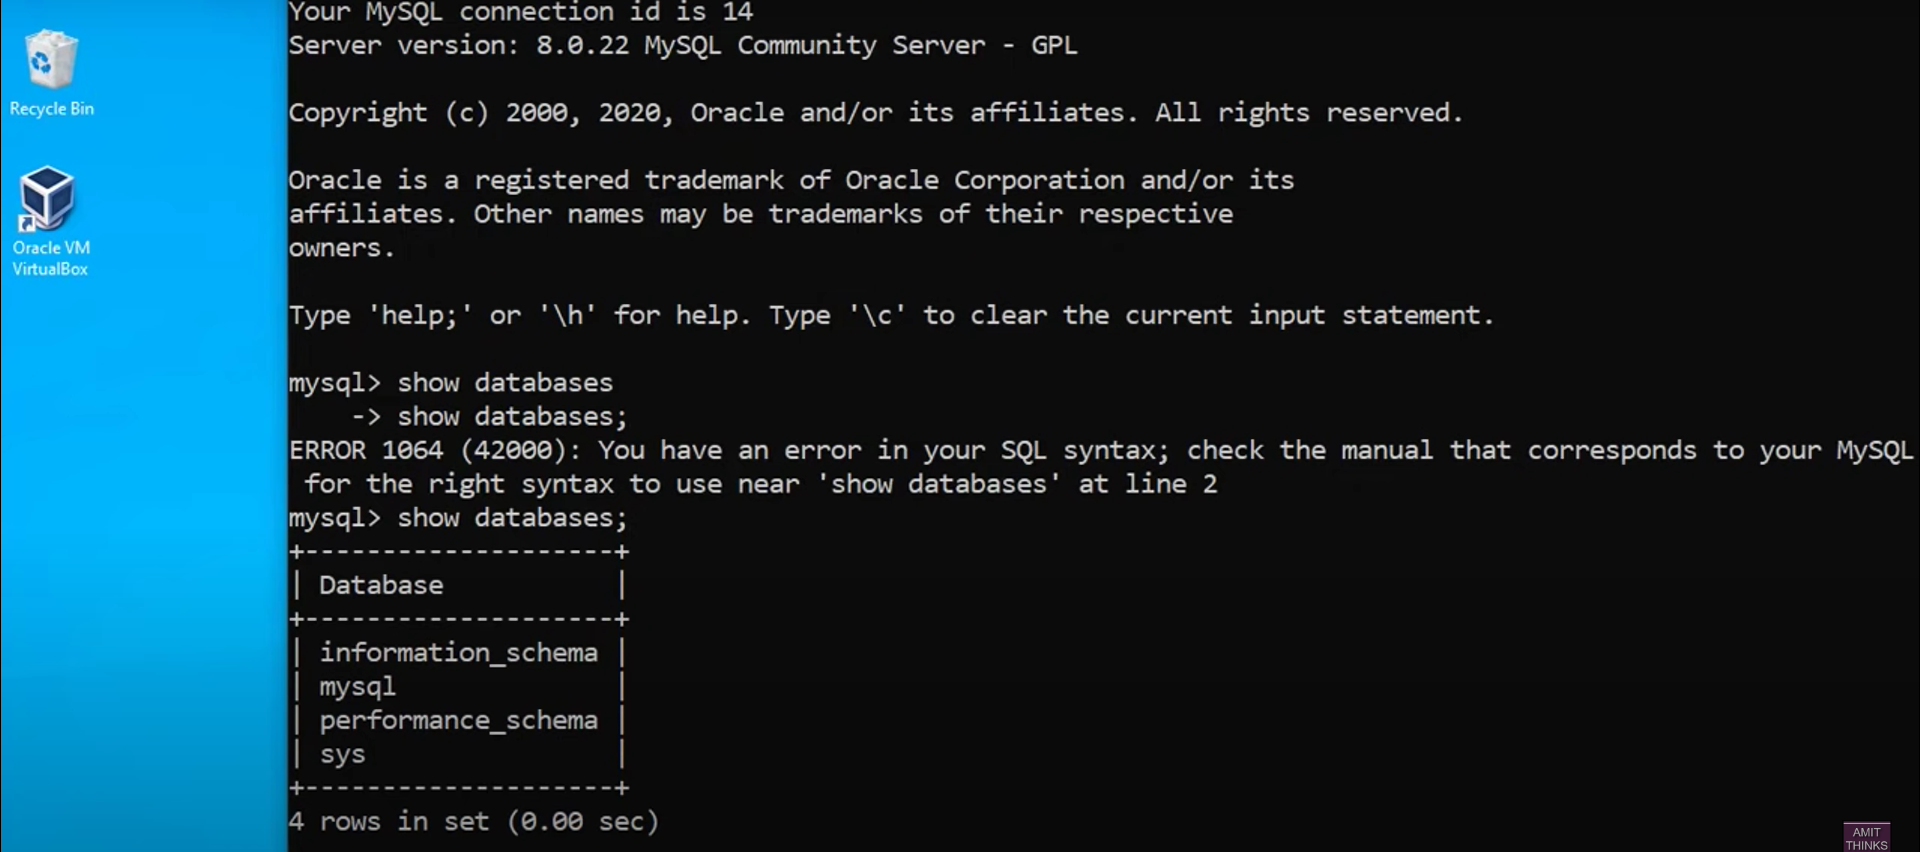 Recycle Bin
Oracle VM
VirtualBox
Your MySQL connection id is 14
Server version: 8.0.22 MySQL Community Server - GPL
Copyright (c) 2000, 2020, Oracle and/or its affiliates. All rights reserved.
Oracle is a registered trademark of Oracle Corporation and/or its
affiliates. Other names may be trademarks of their respective
owners.
Type 'help;' or '\h' for help. Type '\c' to clear the current input statement.
mysql> show databases
    -> show databases;
ERROR 1064 (42000): You have an error in your SQL syntax; check the manual that corresponds to your MySQL
 for the right syntax to use near 'show databases' at line 2
mysql> show databases;
+--------------------+
| Database           |
+--------------------+
| information_schema |
| mysql              |
| performance_schema |
| sys                |
+--------------------+
4 rows in set (0.00 sec)
AMIT
THINKS